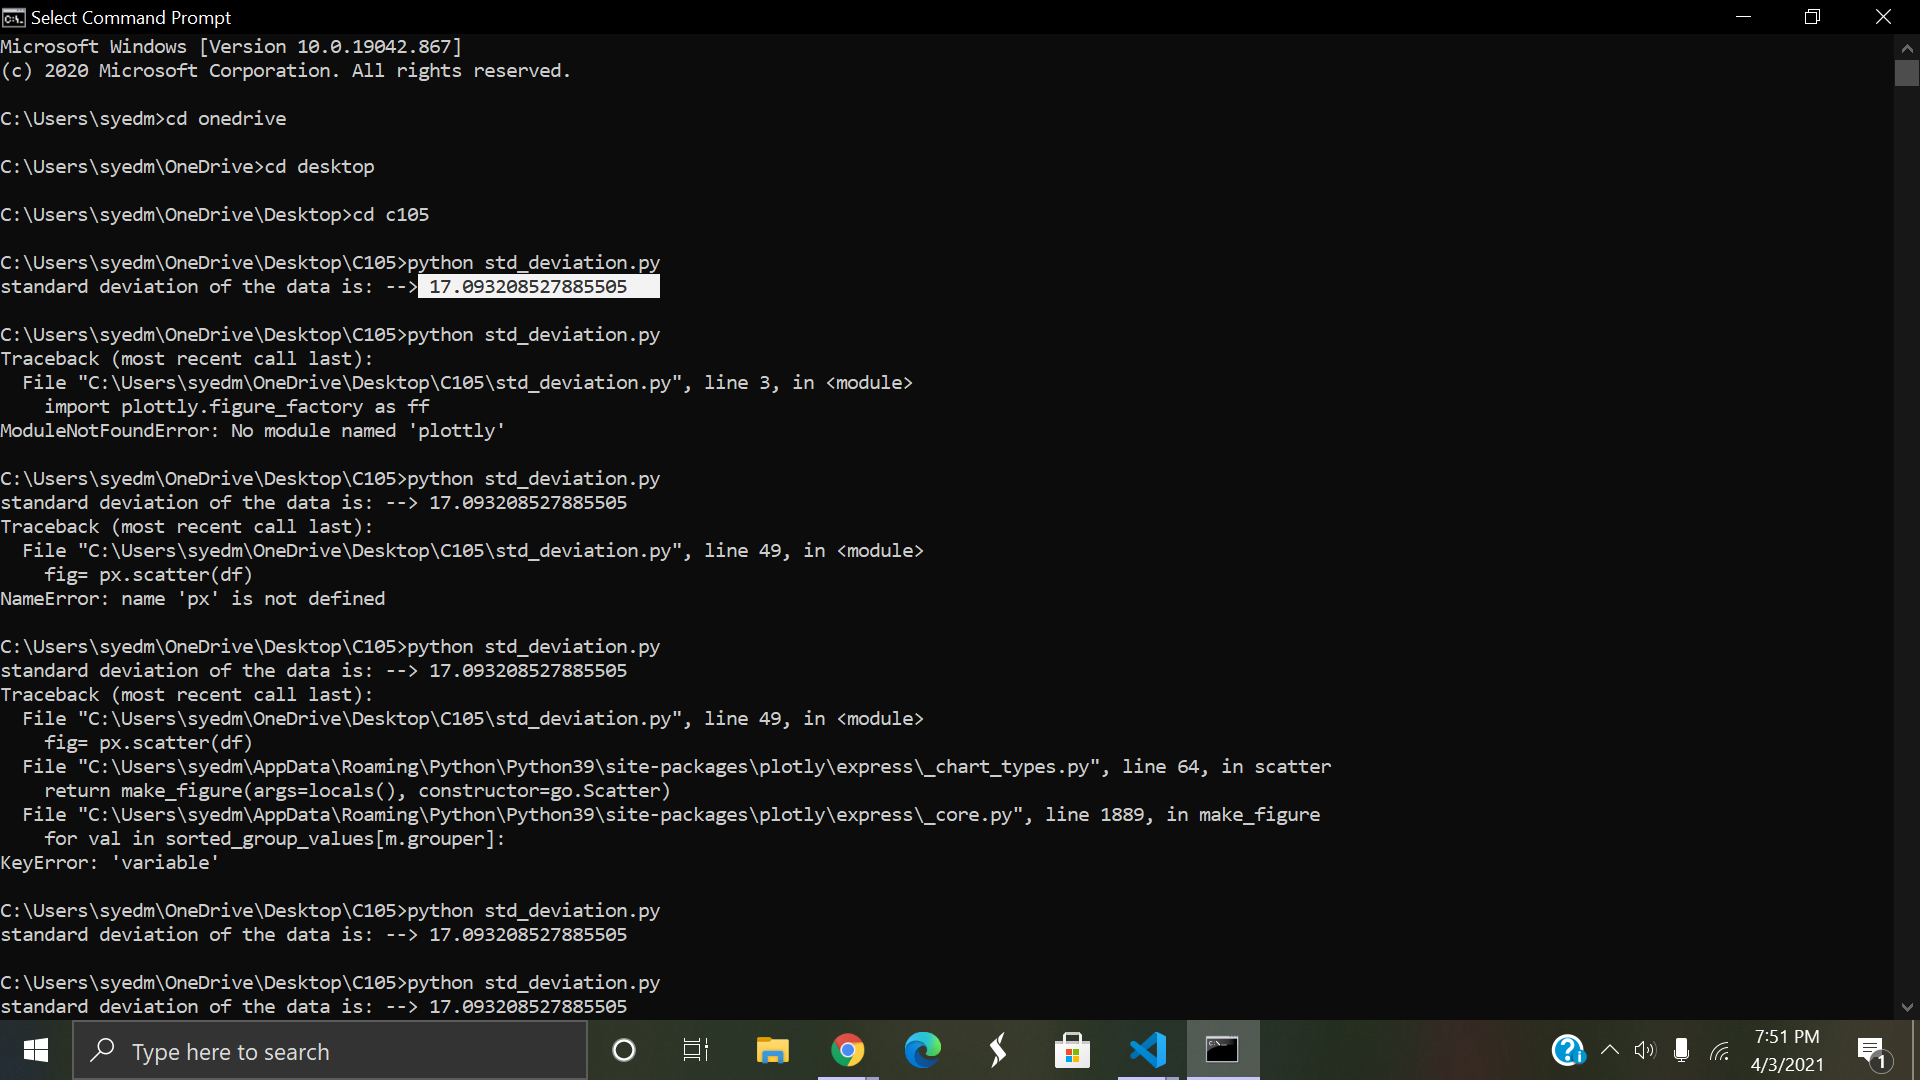 Select Command Prompt
Microsoft Windows [Version 10.0.19042.867]
(c) 2020 Microsoft Corporation. All rights reserved.
C:\Users\syedm>cd onedrive
C:\Users\syedm\OneDrive>cd desktop
C:\Users\syedm\OneDrive\Desktop>cd c105
C:\Users\syedm\OneDrive\Desktop\C105>python std_deviation.py
standard deviation of the data is: --> 17.093208527885505
C:\Users\syedm\OneDrive\Desktop\C105>python std_deviation.py
Traceback (most recent call last):
  File "C:\Users\syedm\OneDrive\Desktop\C105\std_deviation.py", line 3, in <module>
    import plottly.figure_factory as ff
ModuleNotFoundError: No module named 'plottly'
C:\Users\syedm\OneDrive\Desktop\C105>python std_deviation.py
standard deviation of the data is: --> 17.093208527885505
Traceback (most recent call last):
  File "C:\Users\syedm\OneDrive\Desktop\C105\std_deviation.py", line 49, in <module>
    fig= px.scatter(df)
NameError: name 'px' is not defined
C:\Users\syedm\OneDrive\Desktop\C105>python std_deviation.py
standard deviation of the data is: --> 17.093208527885505
Traceback (most recent call last):
  File "C:\Users\syedm\OneDrive\Desktop\C105\std_deviation.py", line 49, in <module>
    fig= px.scatter(df)
  File "C:\Users\syedm\AppData\Roaming\Python\Python39\site-packages\plotly\express\_chart_types.py", line 64, in scatter
    return make_figure(args=locals(), constructor=go.Scatter)
  File "C:\Users\syedm\AppData\Roaming\Python\Python39\site-packages\plotly\express\_core.py", line 1889, in make_figure
    for val in sorted_group_values[m.grouper]:
KeyError: 'variable'
C:\Users\syedm\OneDrive\Desktop\C105>python std_deviation.py
standard deviation of the data is: --> 17.093208527885505
C:\Users\syedm\OneDrive\Desktop\C105>python std_deviation.py
standard deviation of the data is: --> 17.093208527885505
Type here to search
7:51 PM
4/3/2021
1